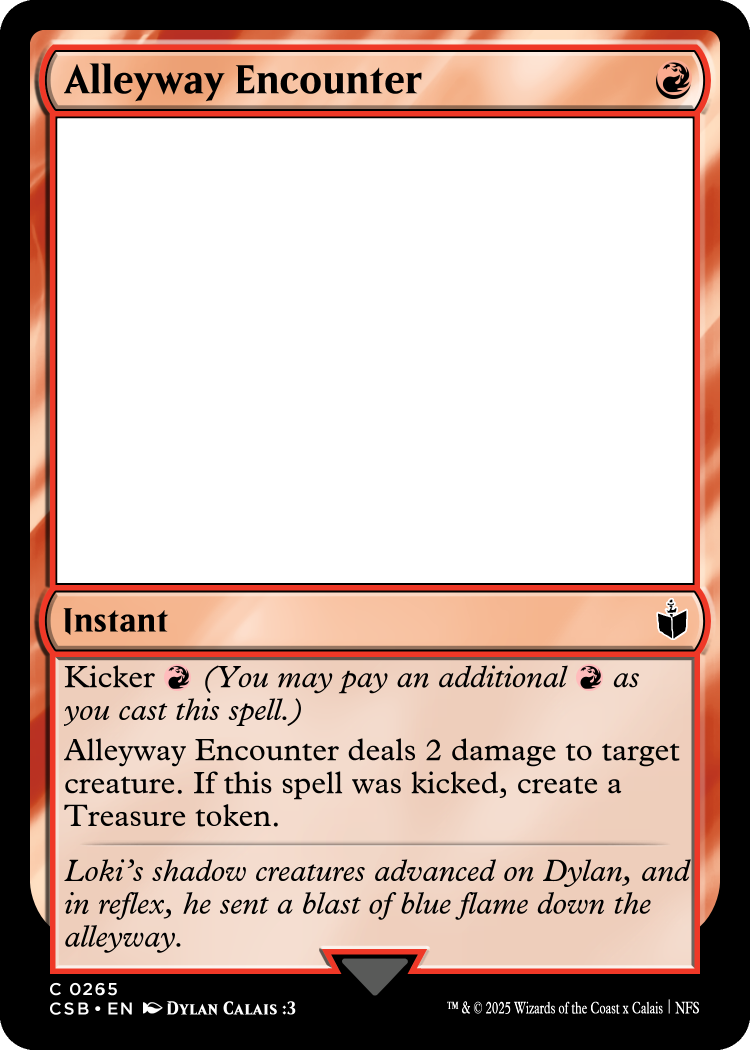 Alleyway Encounter
Instant
Kicker (You may pay an additional as
you cast this spell.)
Alleyway Encounter deals 2 damage to target
creature. If this spell was kicked, create a
Treasure token.
Loki's shadow creatures advanced on Dylan, and
in reflex, he sent a blast of blue flame down the
alleyway.
C 0265
CSB • EN Dylan Calais :3
™ & © 2025 Wizards of the Coast x Calais | NFS